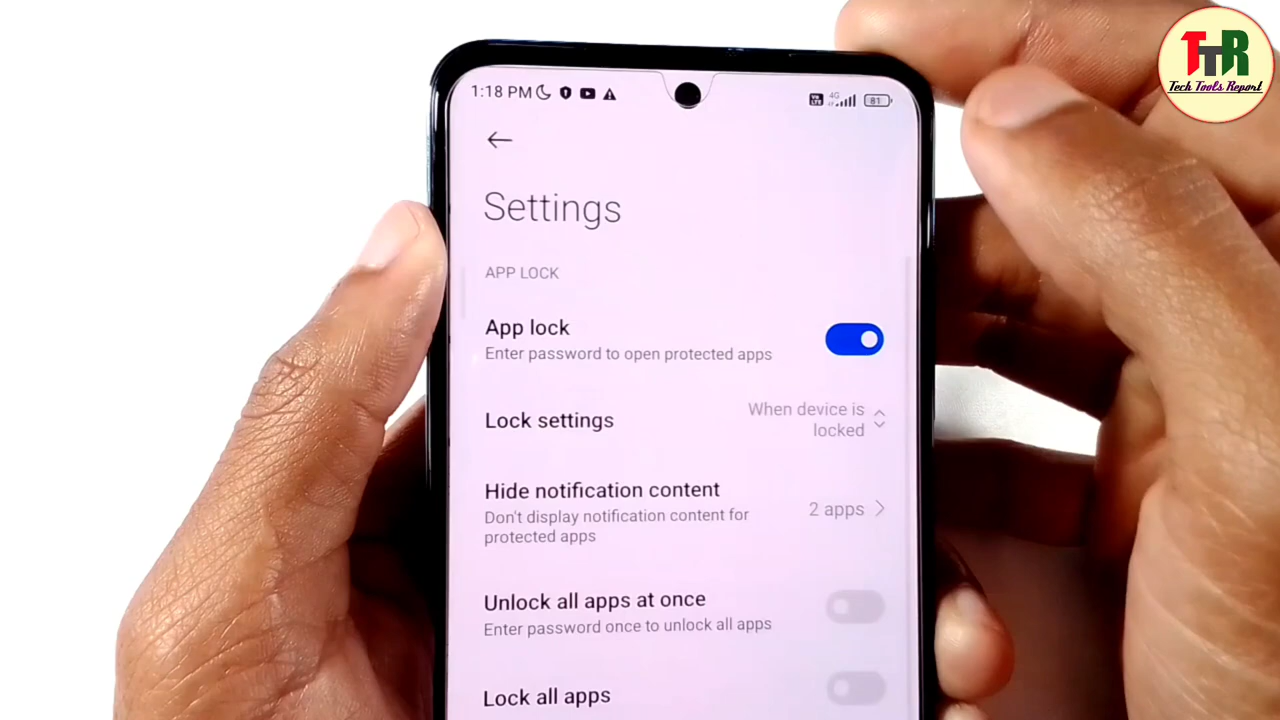 TTR
Tech Tools Report
1:18 PM
4G
81
Settings
APP LOCK
App lock
Enter password to open protected apps
Lock settings
When device is
locked
Hide notification content
Don't display notification content for
protected apps
2 apps
Unlock all apps at once
Enter password once to unlock all apps
Lock all apps